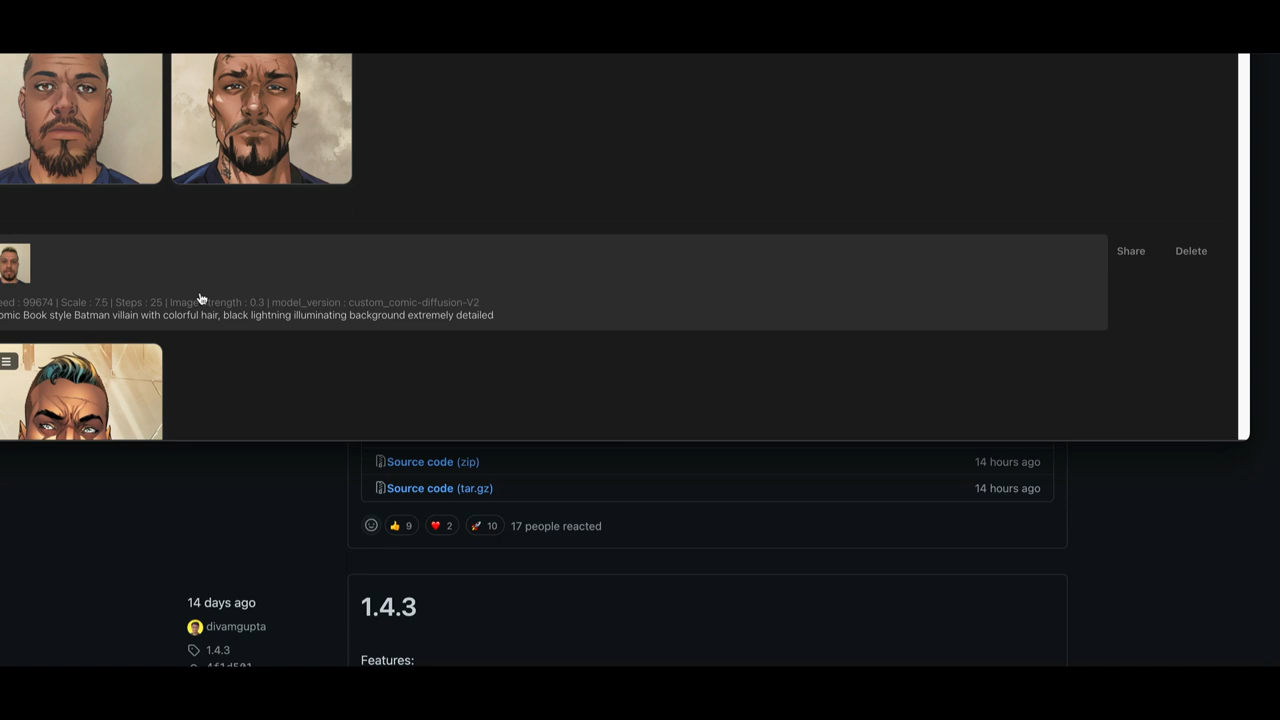 Share
Delete
eed : 99674 | Scale : 7.5 | Steps : 25 | Image Strength : 0.3 | model_version : custom_comic-diffusion-V2
omic Book style Batman villain with colorful hair, black lightning illuminating background extremely detailed
Source code (zip)
14 hours ago
Source code (tar.gz)
14 hours ago
👍 9
❤️ 2
🚀 10
17 people reacted
14 days ago
1.4.3
divamgupta
1.4.3
Features: